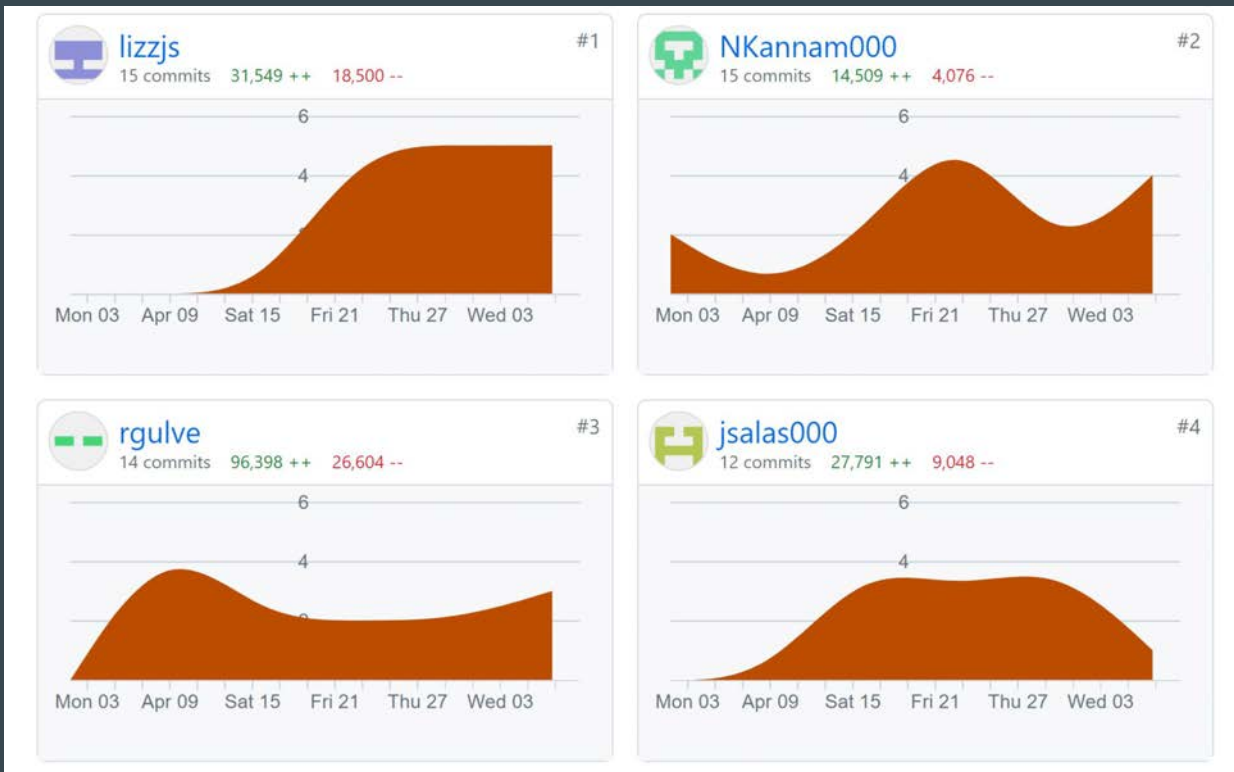 lizzjs #1
15 commits 31,549 ++ 18,500 --
6
4
Mon 03 Apr 09 Sat 15 Fri 21 Thu 27 Wed 03
NKannam000 #2
15 commits 14,509 ++ 4,076 --
6
4
Mon 03 Apr 09 Sat 15 Fri 21 Thu 27 Wed 03
rgulve #3
14 commits 96,398 ++ 26,604 --
6
4
Mon 03 Apr 09 Sat 15 Fri 21 Thu 27 Wed 03
jsalas000 #4
12 commits 27,791 ++ 9,048 --
6
4
Mon 03 Apr 09 Sat 15 Fri 21 Thu 27 Wed 03